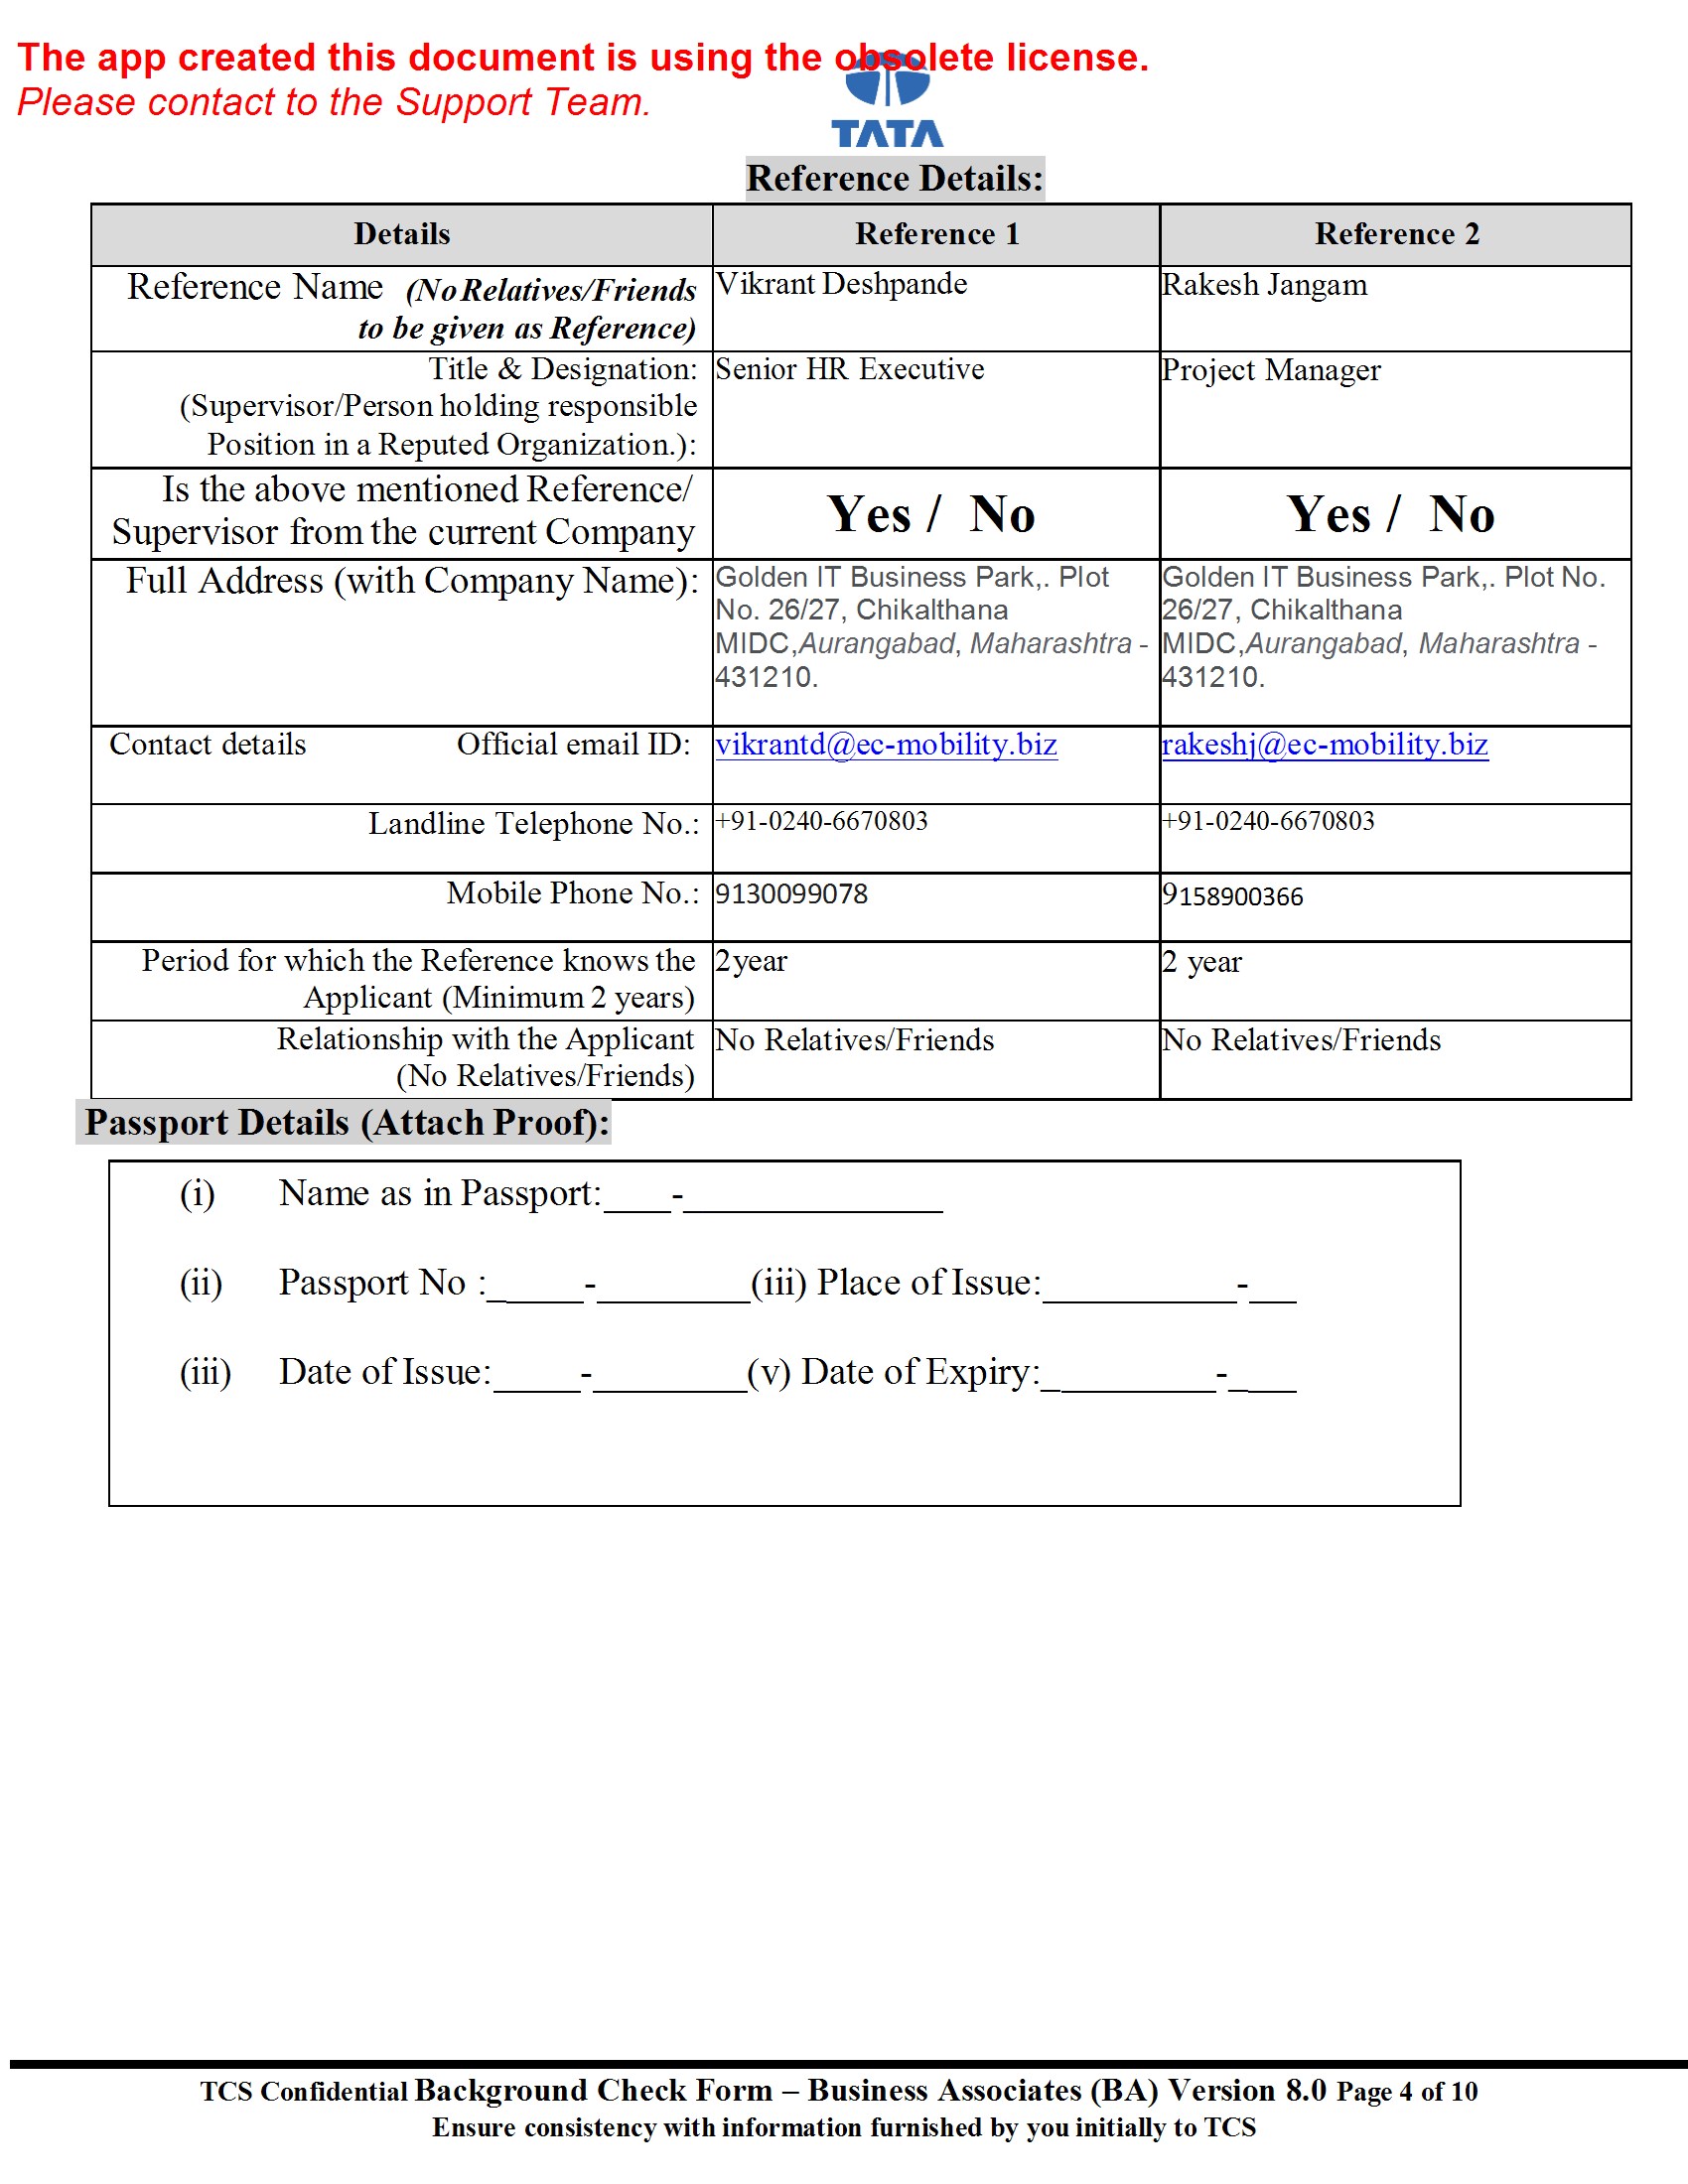 The app created this document is using the obsolete license.
Please contact to the Support Team.
TATA
Reference Details:
Details Reference 1 Reference 2
Reference Name (No Relatives/Friends Vikrant Deshpande Rakesh Jangam
to be given as Reference)
Title & Designation: Senior HR Executive Project Manager
(Supervisor/Person holding responsible
Position in a Reputed Organization.):
Is the above mentioned Reference/
Supervisor from the current Company Yes / No Yes / No
Full Address (with Company Name): Golden IT Business Park,. Plot Golden IT Business Park,. Plot No.
No. 26/27, Chikalthana 26/27, Chikalthana
MIDC,Aurangabad, Maharashtra - MIDC,Aurangabad, Maharashtra -
431210. 431210.
Contact details Official email ID: vikrantd@ec-mobility.biz rakeshj@ec-mobility.biz
Landline Telephone No.: +91-0240-6670803 +91-0240-6670803
Mobile Phone No.: 9130099078 9158900366
Period for which the Reference knows the 2year 2 year
Applicant (Minimum 2 years)
Relationship with the Applicant No Relatives/Friends No Relatives/Friends
(No Relatives/Friends)
Passport Details (Attach Proof):
(i) Name as in Passport:____-______________
(ii) Passport No :_____-________(iii) Place of Issue:__________-___
(iii) Date of Issue:_____-________(v) Date of Expiry:_________-____
TCS Confidential Background Check Form – Business Associates (BA) Version 8.0 Page 4 of 10
Ensure consistency with information furnished by you initially to TCS